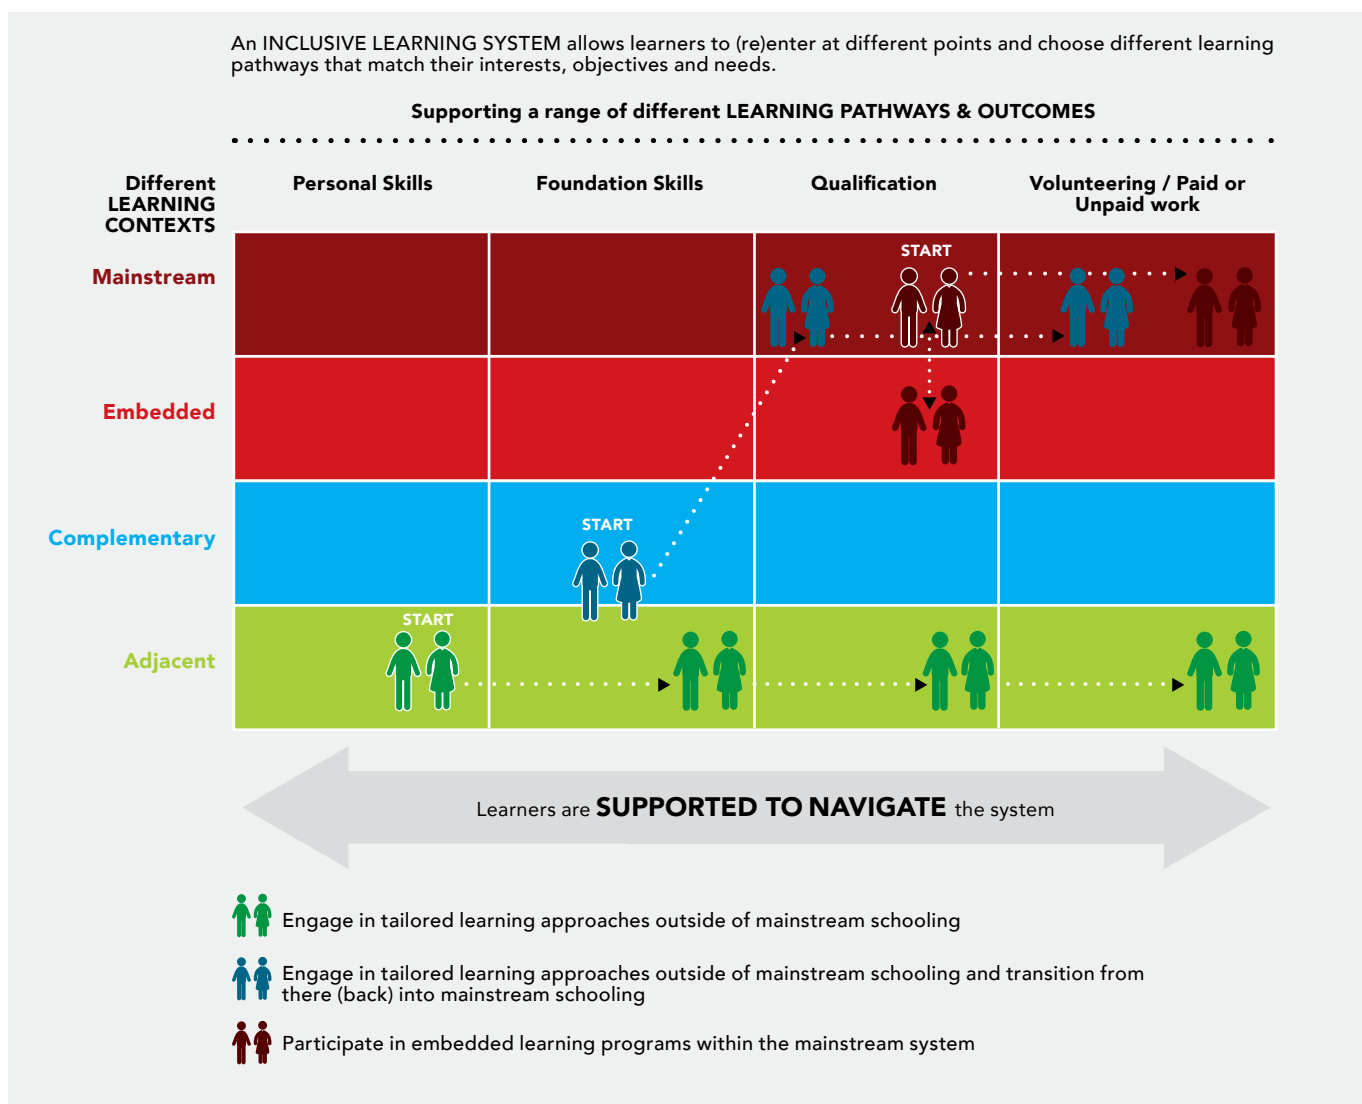 An INCLUSIVE LEARNING SYSTEM allows learners to (re)enter at different points and choose different learning
pathways that match their interests, objectives and needs.
Supporting a range of different LEARNING PATHWAYS & OUTCOMES
Different
LEARNING
CONTEXTS
Personal Skills
Foundation Skills
Qualification
Volunteering / Paid or
Unpaid work
Mainstream
START
Embedded
Complementary
START
Adjacent
START
Learners are SUPPORTED TO NAVIGATE the system
Engage in tailored learning approaches outside of mainstream schooling
Engage in tailored learning approaches outside of mainstream schooling and transition from
there (back) into mainstream schooling
Participate in embedded learning programs within the mainstream system